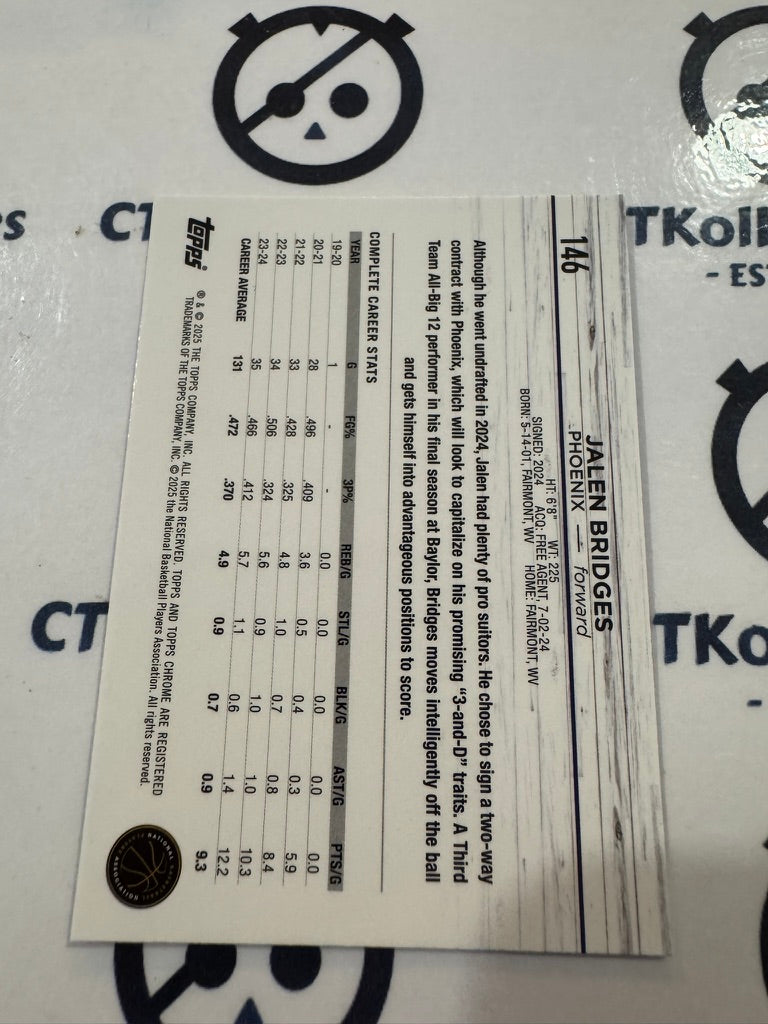 146
JALEN BRIDGES
PHOENIX — forward
HT: 6'8" WT: 225
SIGNED: 2024 ACQ: FREE AGENT, 7-02-24
BORN: 5-14-01, FAIRMONT, WV HOME: FAIRMONT, WV
Although he went undrafted in 2024, Jalen had plenty of pro suitors. He chose to sign a two-way
contract with Phoenix, which will look to capitalize on his promising “3-and-D” traits. A Third
Team All-Big 12 performer in his final season at Baylor, Bridges moves intelligently off the ball
and gets himself into advantageous positions to score.
COMPLETE CAREER STATS
YEAR G FG% 3P% REB/G STL/G BLK/G AST/G PTS/G
19-20 1 - - 0.0 0.0 0.0 0.0 0.0
20-21 28 .496 .409 3.6 0.5 0.4 0.3 5.9
21-22 33 .428 .325 4.8 1.0 0.7 0.8 8.4
22-23 34 .506 .324 5.6 0.9 1.0 1.0 10.3
23-24 35 .466 .412 5.7 1.1 0.6 1.4 12.2
CAREER AVERAGE 131 .472 .370 4.9 0.9 0.7 0.9 9.3
topps®
® & © 2025 THE TOPPS COMPANY, INC. ALL RIGHTS RESERVED. TOPPS AND TOPPS CHROME ARE REGISTERED
TRADEMARKS OF THE TOPPS COMPANY, INC. © 2025 the National Basketball Players Association. All rights reserved.
NATIONAL BASKETBALL PLAYERS ASSOCIATION
CT
TKoll
- EST
CT
TKo